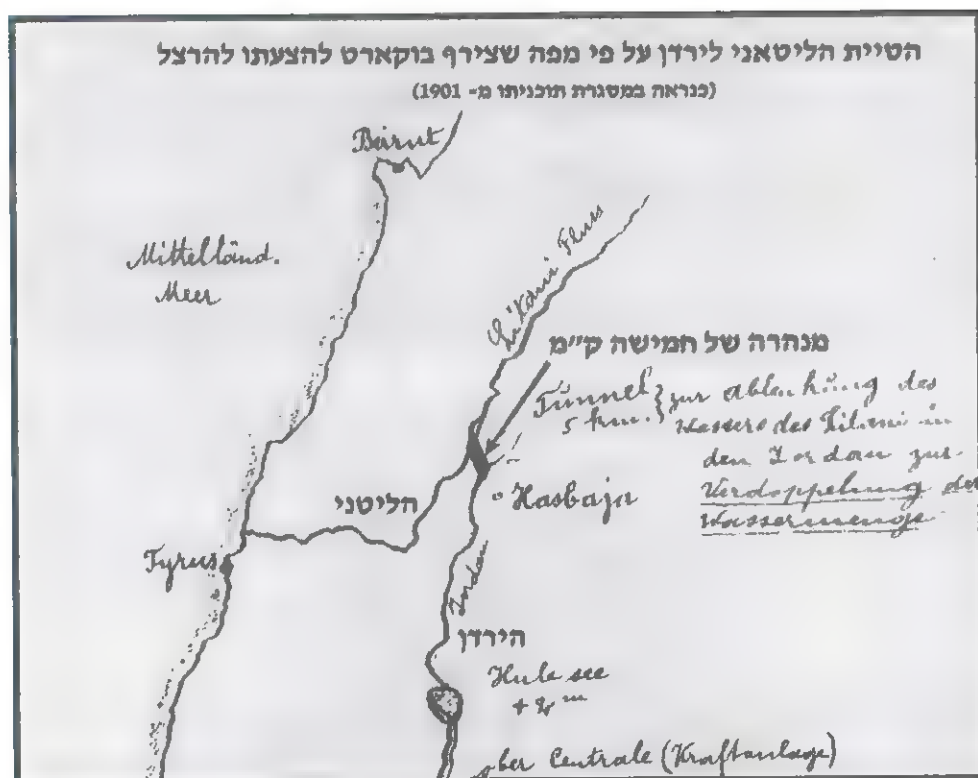 הטיית הליטאני לירדן על פי מפה שצירף בוקארט להצעתו להרצל
(כנראה במסגרת תוכניתו מ- 1901)
Beirut
Mittelländ.
Meer
Litani Fluss
מנהרה של חמישה ק״מ
Tunnel
5 km.
zur Ablenkung des
Wassers des Litani in
den Jordan zur
Verdoppelung der
Wassermenge
Hasbaja
הליטני
Tyrus
Jordan
הירדן
Hule see
ober Centrale (Kraftanlage)